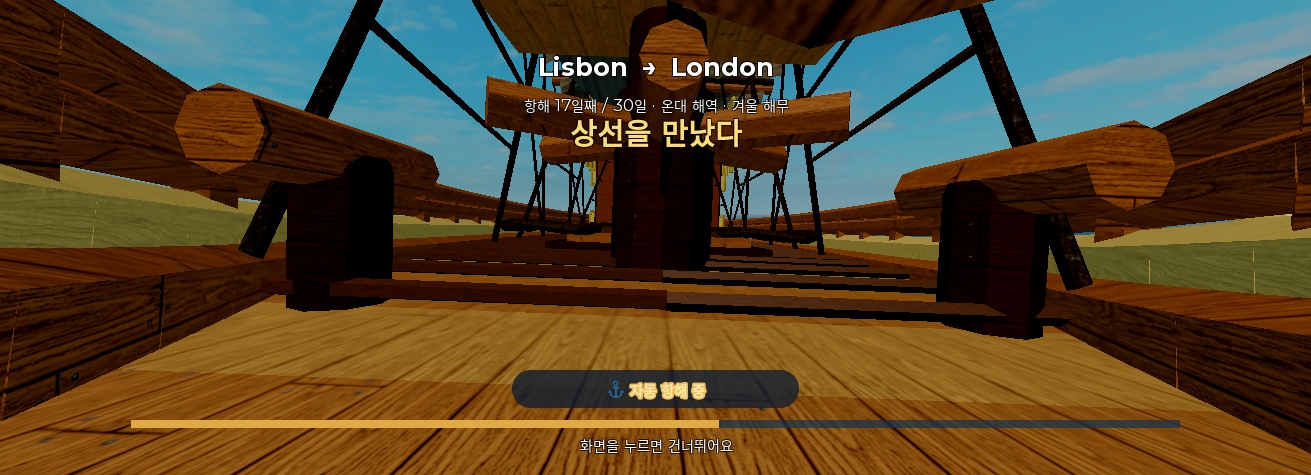 Lisbon → London
항해 17일째 / 30일 · 온대 해역 · 겨울 해무
상선을 만났다
⚓ 자동 항해 중
화면을 누르면 건너뛰어요